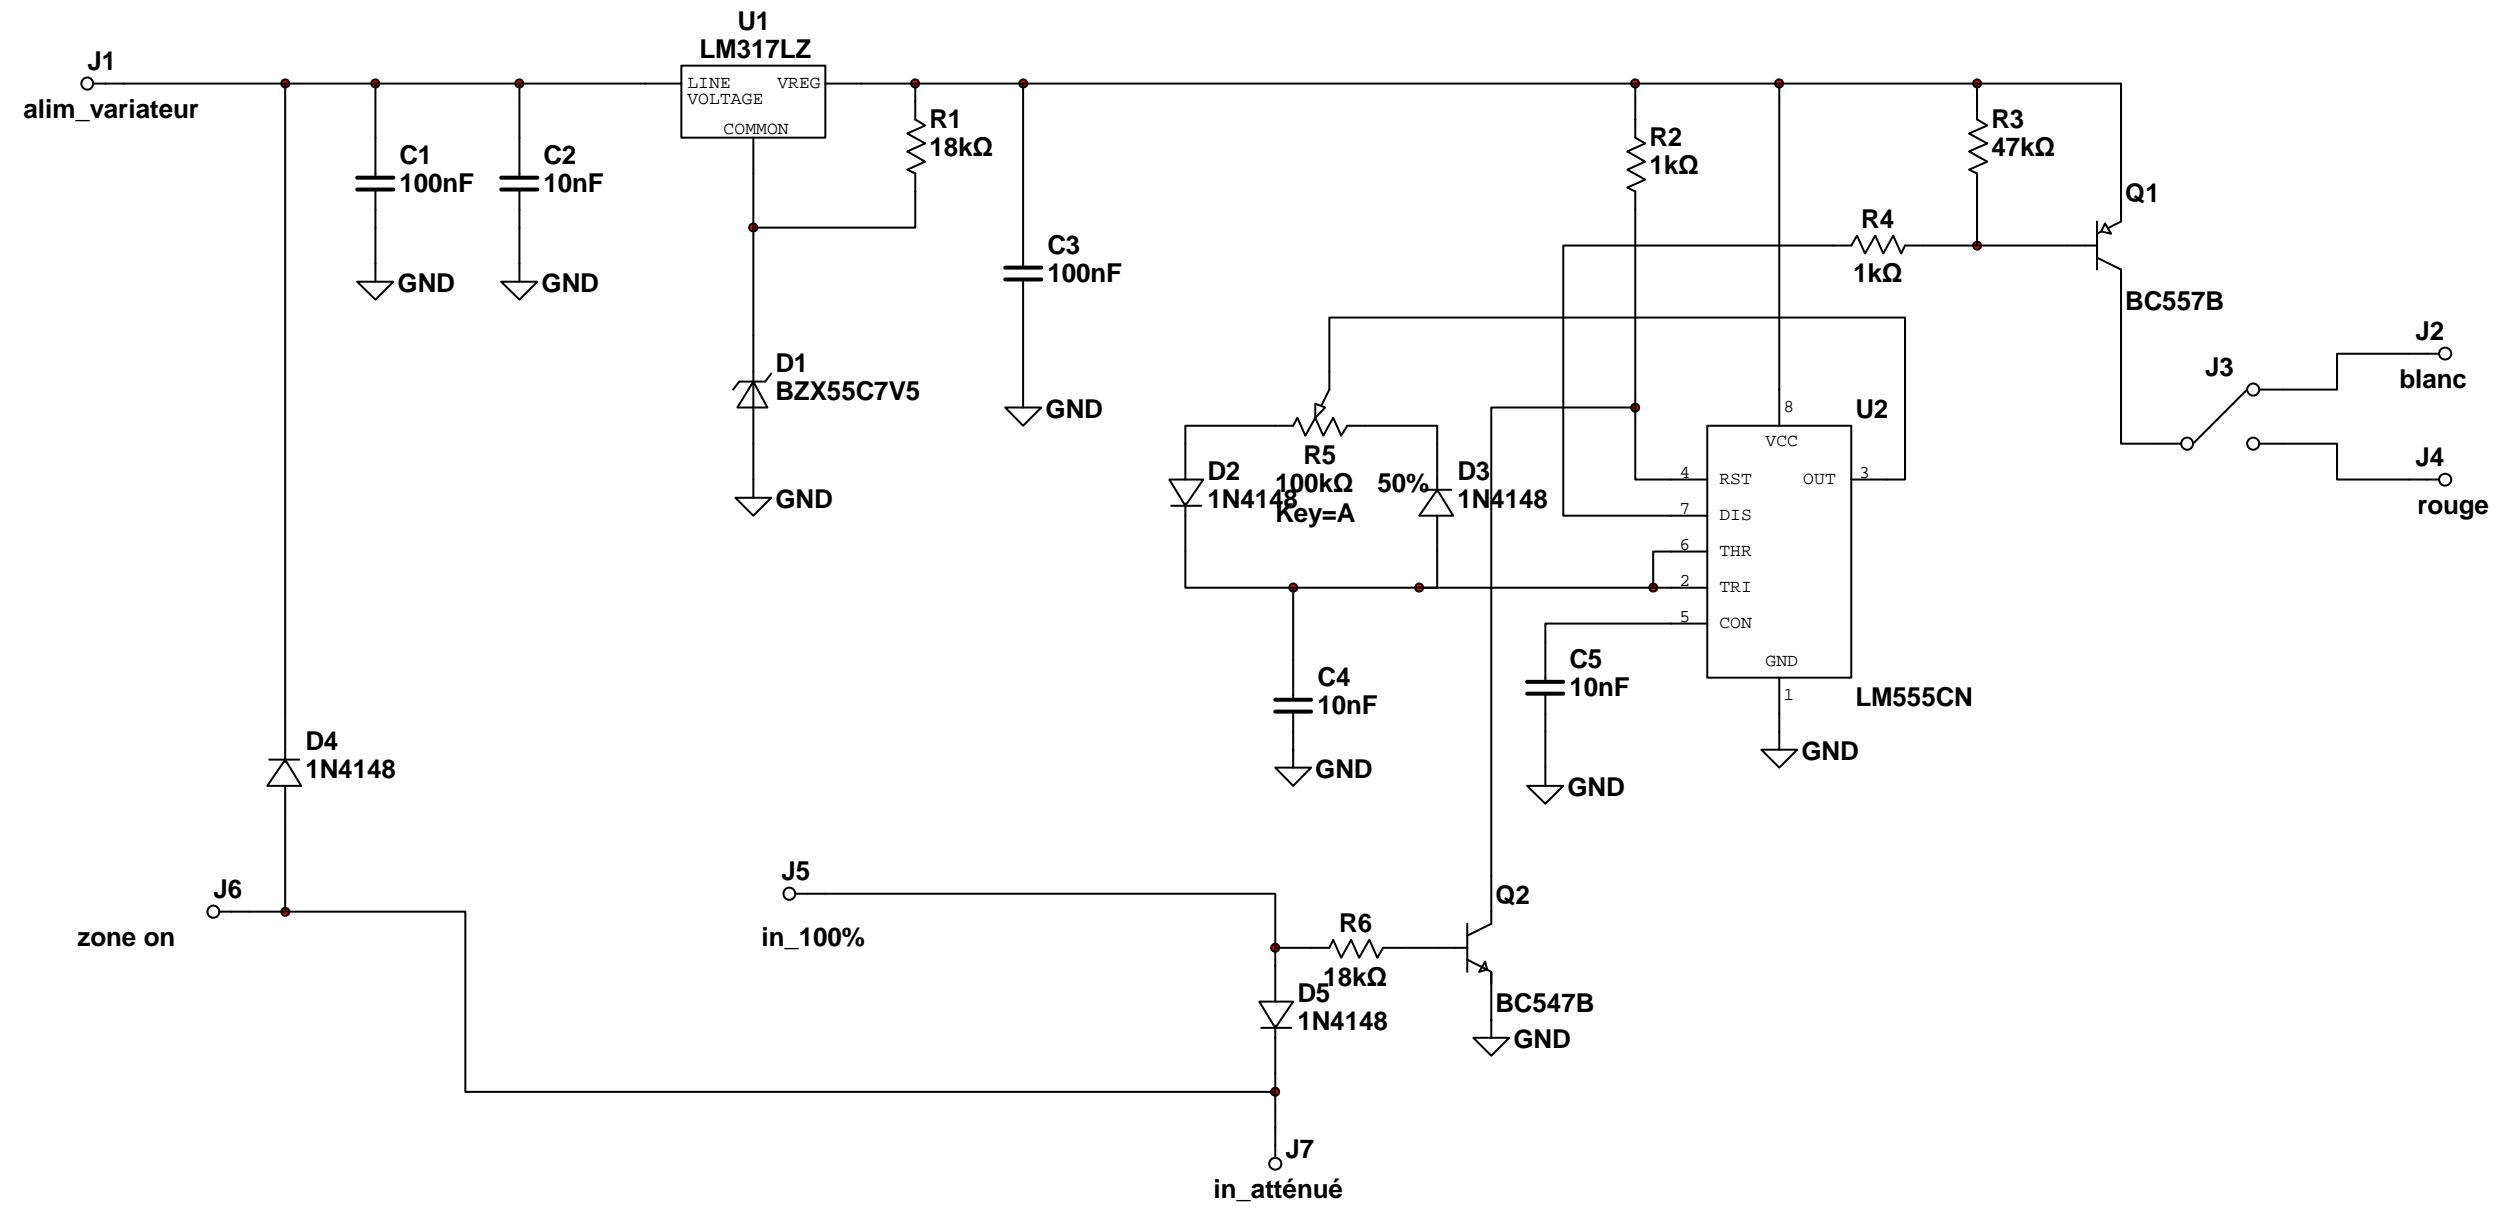 U1
LM317LZ
LINE
VOLTAGE
VREG
COMMON
J1
alim_variateur
C1
100nF
GND
C2
10nF
GND
R1
18kΩ
C3
100nF
GND
D1
BZX55C7V5
GND
R2
1kΩ
R3
47kΩ
R4
1kΩ
Q1
BC557B
J2
blanc
J3
J4
rouge
D2
1N4148
R5
100kΩ
50%
Key=A
D3
1N4148
U2
8
VCC
4
RST
OUT
3
7
DIS
6
THR
2
TRI
5
CON
GND
1
LM555CN
GND
C4
10nF
GND
C5
10nF
GND
D4
1N4148
J6
zone on
J5
in_100%
R6
18kΩ
Q2
BC547B
GND
D5
1N4148
J7
in_atténué